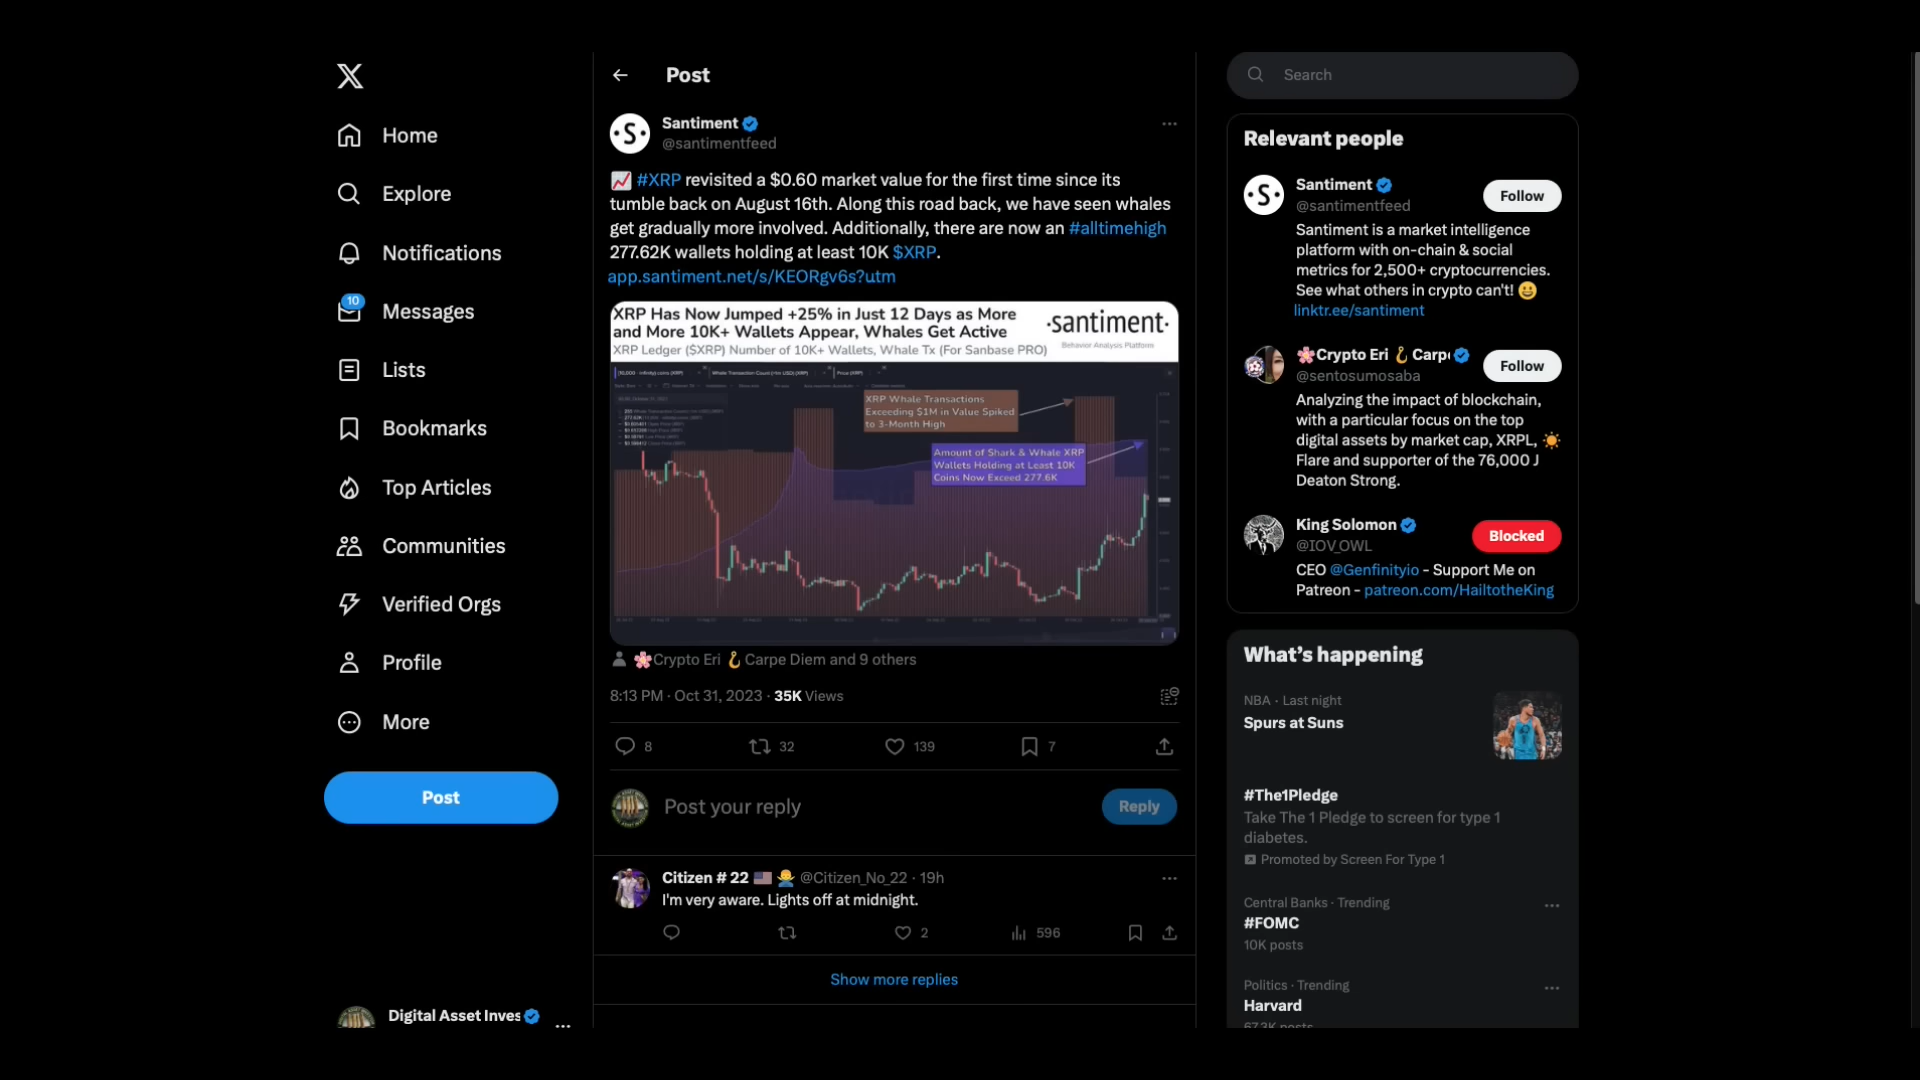 Home
Explore
Notifications
10
Messages
Lists
Bookmarks
Top Articles
Communities
Verified Orgs
Profile
More
Post
Digital Asset Inves
Post
Santiment
@santimentfeed
#XRP revisited a $0.60 market value for the first time since its
tumble back on August 16th. Along this road back, we have seen whales
get gradually more involved. Additionally, there are now an #alltimehigh
277.62K wallets holding at least 10K $XRP.
app.santiment.net/s/KEORgv6s?utm
XRP Has Now Jumped +25% in Just 12 Days as More
and More 10K+ Wallets Appear, Whales Get Active
XRP Ledger ($XRP) Number of 10K+ Wallets, Whale Tx (For Sanbase PRO)
·santiment·
Behavior Analysis Platform
XRP Whale Transactions
Exceeding $1M in Value Spiked
to 3-Month High
Amount of Shark & Whale XRP
Wallets Holding at Least 10K
Coins Now Exceed 277.6K
Crypto Eri Carpe Diem and 9 others
8:13 PM · Oct 31, 2023 · 35K Views
8 32 139 7
Post your reply
Reply
Citizen # 22 @Citizen_No_22 · 19h
I'm very aware. Lights off at midnight.
2 596
Show more replies
Search
Relevant people
Santiment
@santimentfeed
Follow
Santiment is a market intelligence
platform with on-chain & social
metrics for 2,500+ cryptocurrencies.
See what others in crypto can't!
linktr.ee/santiment
Crypto Eri Carp
@sentosumosaba
Follow
Analyzing the impact of blockchain,
with a particular focus on the top
digital assets by market cap, XRPL,
Flare and supporter of the 76,000 J
Deaton Strong.
King Solomon
@IOV_OWL
Blocked
CEO @Genfinityio - Support Me on
Patreon - patreon.com/HailtotheKing
What's happening
NBA · Last night
Spurs at Suns
#The1Pledge
Take The 1 Pledge to screen for type 1
diabetes.
Promoted by Screen For Type 1
Central Banks · Trending
#FOMC
10K posts
Politics · Trending
Harvard
67.3K posts